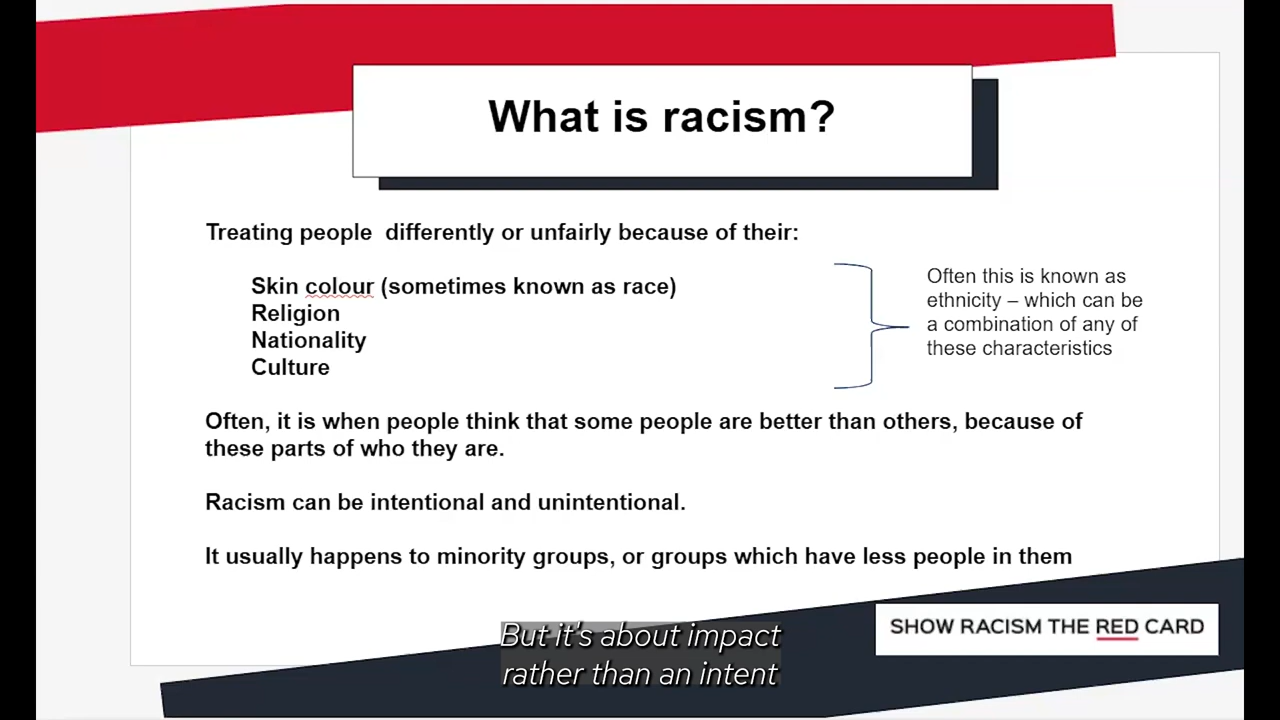 What is racism?
Treating people  differently or unfairly because of their:
Skin colour (sometimes known as race)
Religion
Nationality
Culture
Often this is known as
ethnicity – which can be
a combination of any of
these characteristics
Often, it is when people think that some people are better than others, because of
these parts of who they are.
Racism can be intentional and unintentional.
It usually happens to minority groups, or groups which have less people in them
SHOW RACISM THE RED CARD
But it's about impact
rather than an intent